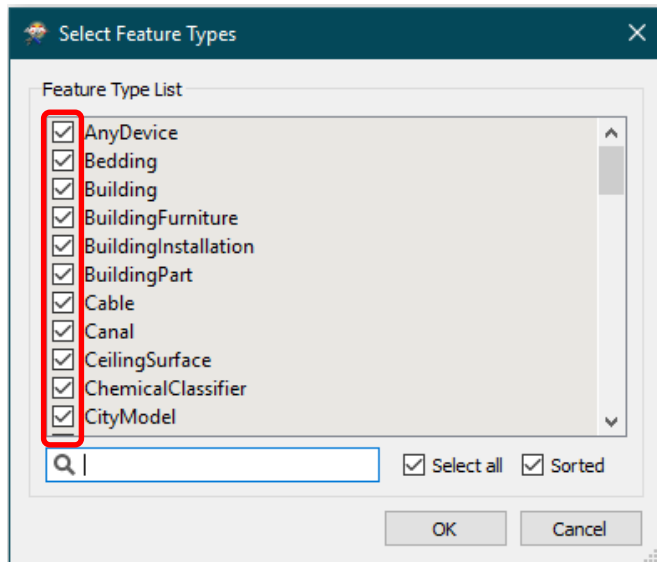 Select Feature Types
Feature Type List
AnyDevice
Bedding
Building
BuildingFurniture
BuildingInstallation
BuildingPart
Cable
Canal
CeilingSurface
ChemicalClassifier
CityModel
Select all Sorted
OK Cancel